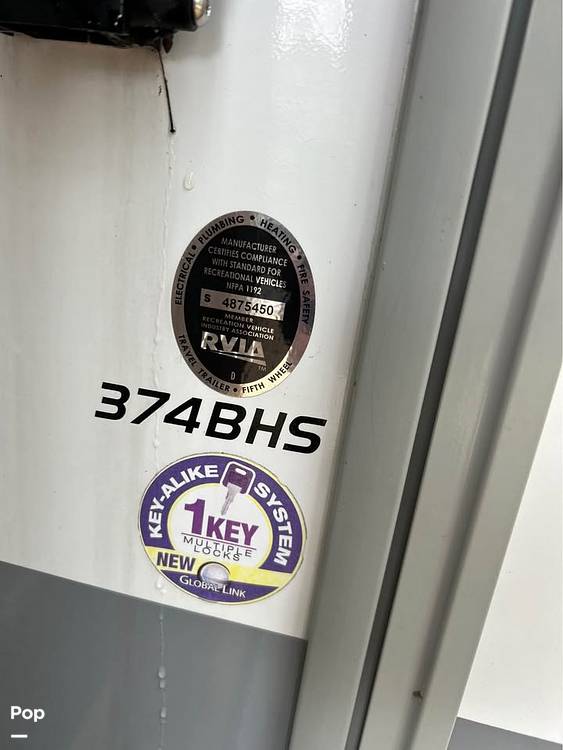 ELECTRICAL • PLUMBING • HEATING • FIRE SAFETY
MANUFACTURER
CERTIFIES COMPLIANCE
WITH STANDARD FOR
RECREATIONAL VEHICLES
NFPA 1192
S 4875450
MEMBER
RECREATION VEHICLE
INDUSTRY ASSOCIATION
RVIA
TM
D
TRAVEL TRAILER • FIFTH WHEEL
374BHS
KEY-ALIKE SYSTEM
1KEY
MULTIPLE
LOCKS
NEW
GLOBAL LINK
Pop